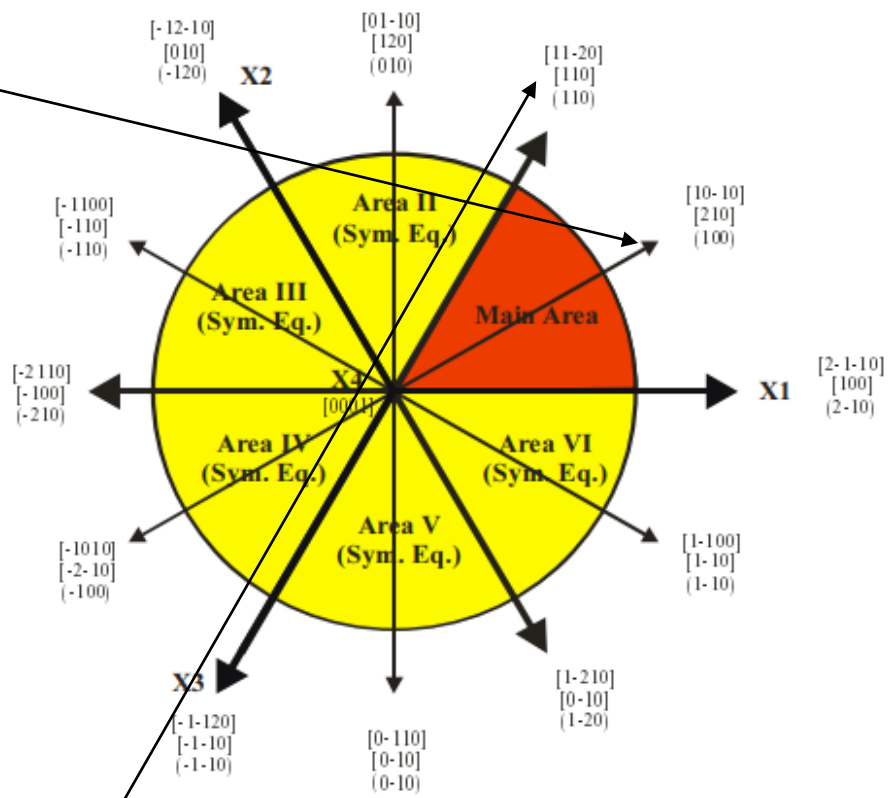 [-12-10]
[010]
(-120)
X2
[01-10]
[120]
(010)
[11-20]
[110]
(110)
[-1100]
[-110]
(-110)
Area II
(Sym. Eq.)
[10-10]
[210]
(100)
Area III
(Sym. Eq.)
Main Area
[-2110]
[-100]
(-210)
X4
[0001]
X1
[2-1-10]
[100]
(2-10)
Area IV
(Sym. Eq.)
Area VI
(Sym. Eq.)
Area V
(Sym. Eq.)
[-1010]
[-2-10]
(-100)
[1-100]
[1-10]
(1-10)
X3
[-1-120]
[-1-10]
(-1-10)
[0-110]
[0-10]
(0-10)
[1-210]
[0-10]
(1-20)